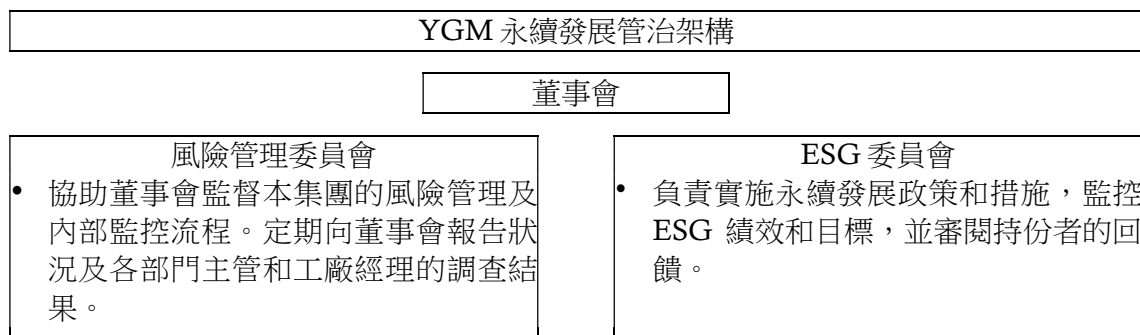 YGM 永續發展管治架構
董事會
風險管理委員會
• 協助董事會監督本集團的風險管理及
內部監控流程。定期向董事會報告狀
況及各部門主管和工廠經理的調查結
果。
ESG 委員會
• 負責實施永續發展政策和措施，監控
ESG 績效和目標，並審閱持份者的回
饋。